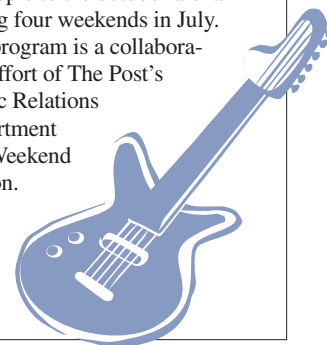 g four weekends in July.
program is a collabora-
ffort of The Post's
c Relations
rtment
Weekend
on.